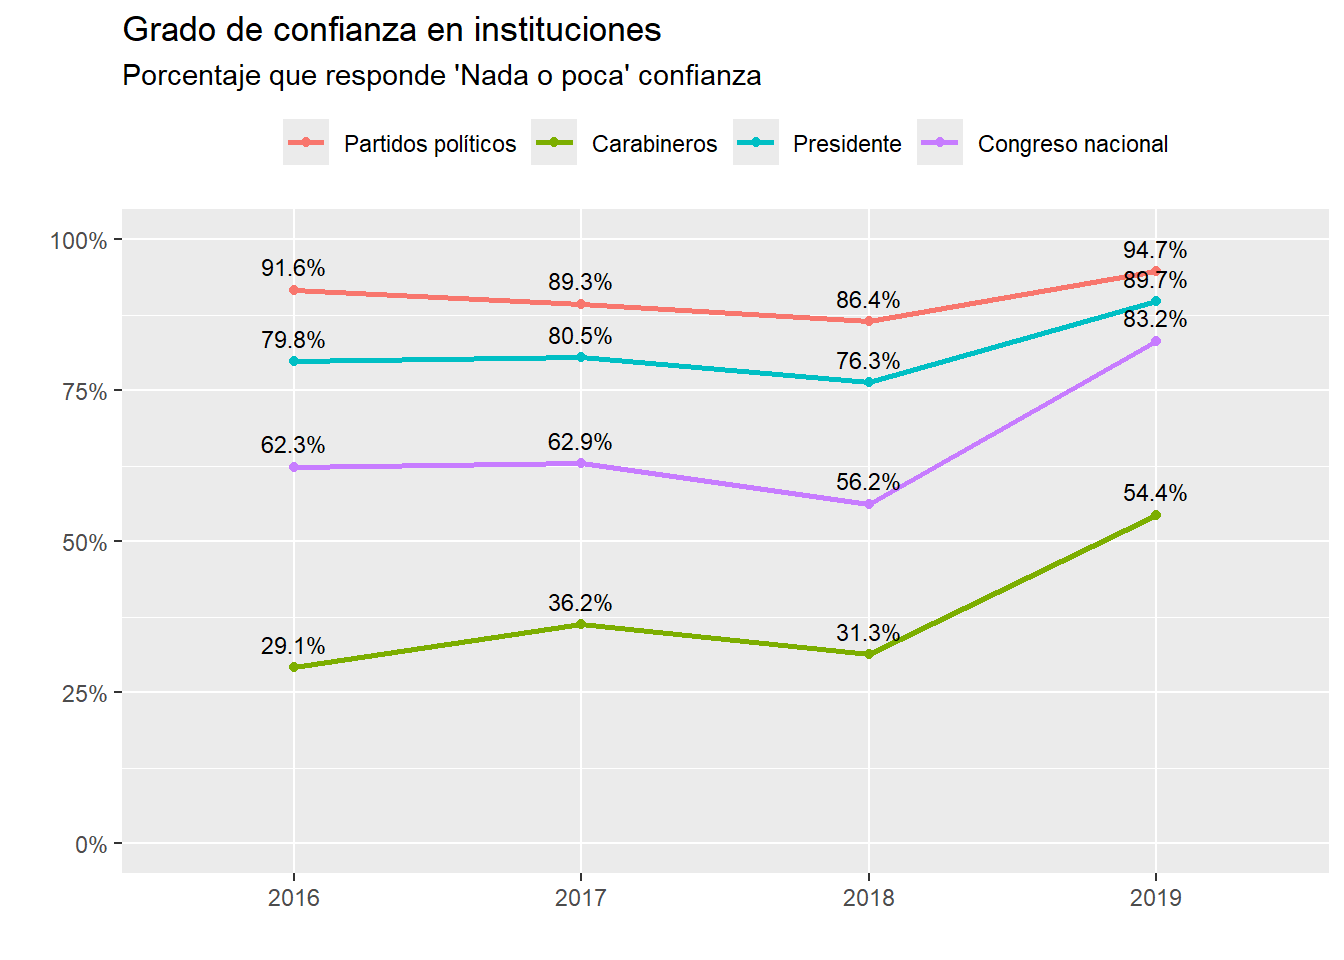 Grado de confianza en instituciones
Porcentaje que responde 'Nada o poca' confianza
Partidos políticos Carabineros Presidente Congreso nacional
100%
75%
50%
25%
0%
91.6% 89.3% 86.4% 94.7%
79.8% 80.5% 76.3% 89.7%
62.3% 62.9% 56.2% 83.2%
29.1% 36.2% 31.3% 54.4%
2016 2017 2018 2019